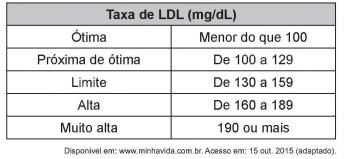 Taxa de LDL (mg/dL)
Ótima Menor do que 100
Próxima de ótima De 100 a 129
Limite De 130 a 159
Alta De 160 a 189
Muito alta 190 ou mais
Disponível em: www.minhavida.com.br. Acesso em: 15 out. 2015 (adaptado).